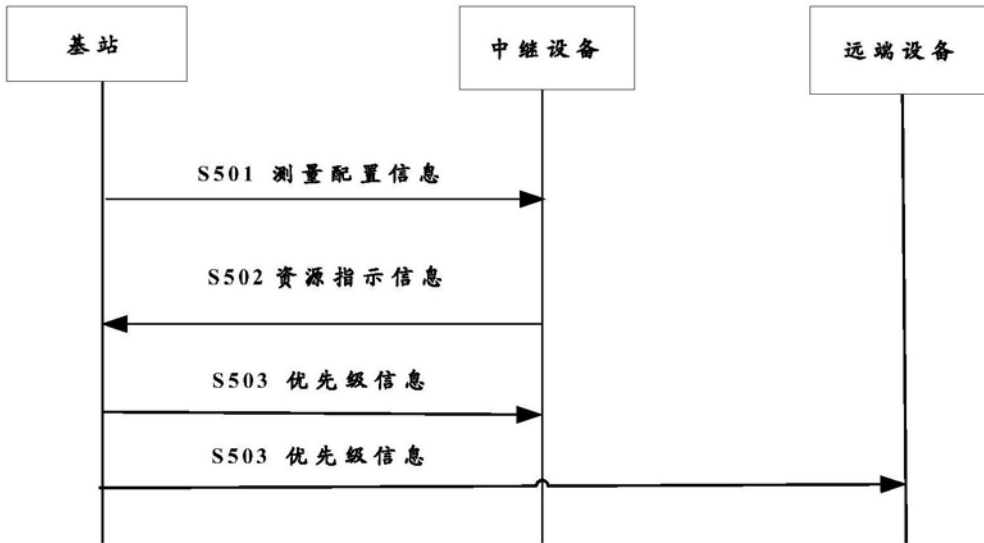 基站
中继设备
远端设备
S501 测量配置信息
S502 资源指示信息
S503 优先级信息
S503 优先级信息